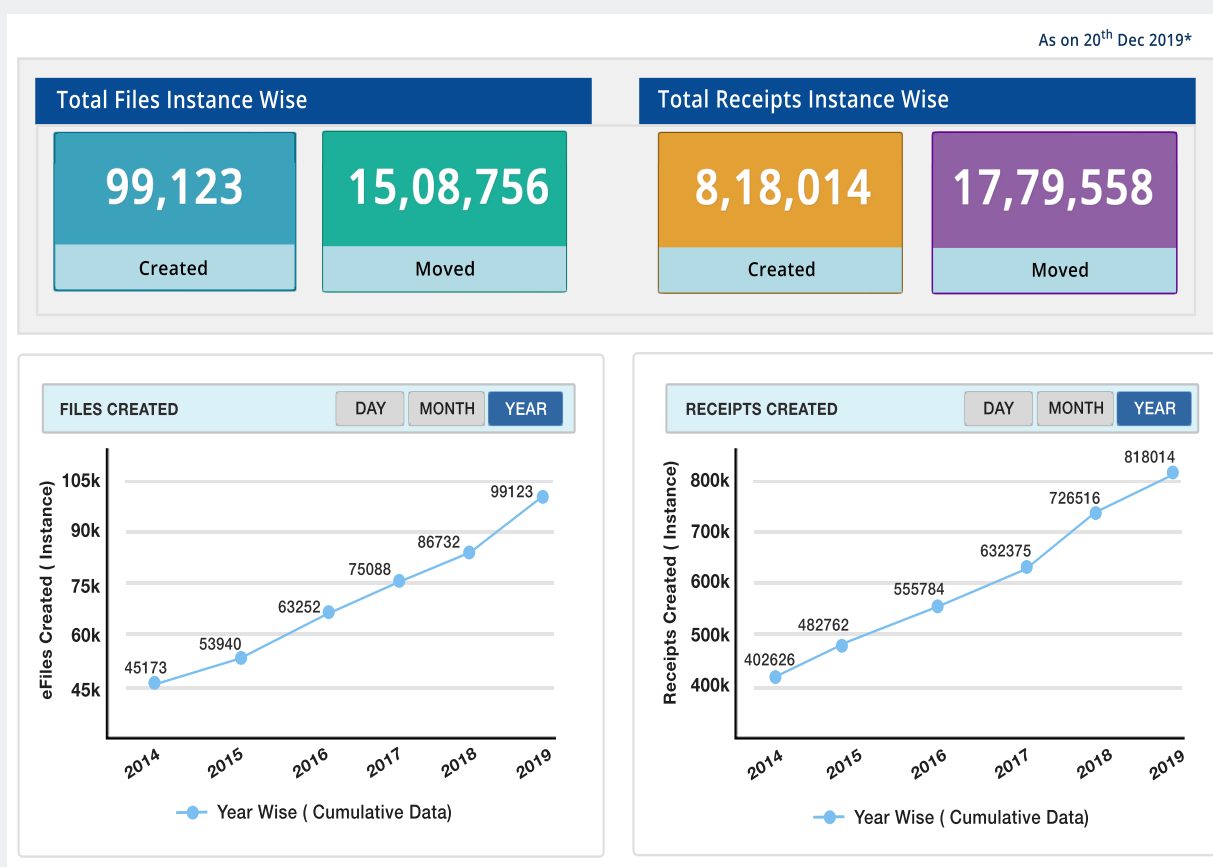 As on 20th Dec 2019*
Total Files Instance Wise
99,123
Created
15,08,756
Moved
Total Receipts Instance Wise
8,18,014
Created
17,79,558
Moved
FILES CREATED
DAY
MONTH
YEAR
eFiles Created ( Instance)
105k
90k
75k
60k
45k
45173
53940
63252
75088
86732
99123
2014
2015
2016
2017
2018
2019
Year Wise ( Cumulative Data)
RECEIPTS CREATED
DAY
MONTH
YEAR
Receipts Created ( Instance)
800k
700k
600k
500k
400k
402626
482762
555784
632375
726516
818014
2014
2015
2016
2017
2018
2019
Year Wise ( Cumulative Data)